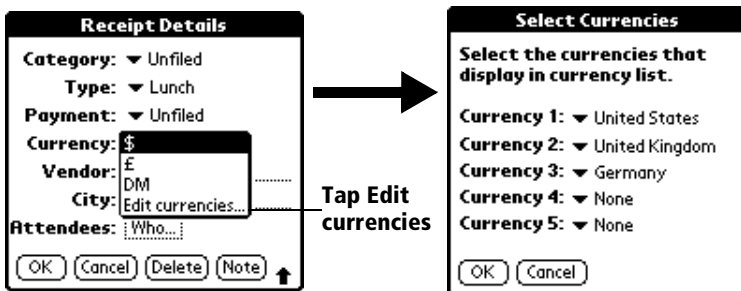 Receipt Details
Category: Unfiled
Type: Lunch
Payment: Unfiled
Currency: $
£
Vendor:
DM
City: Edit currencies...
Attendees: Who...
OK Cancel Delete Note
Tap Edit
currencies
Select Currencies
Select the currencies that
display in currency list.
Currency 1: United States
Currency 2: United Kingdom
Currency 3: Germany
Currency 4: None
Currency 5: None
OK Cancel